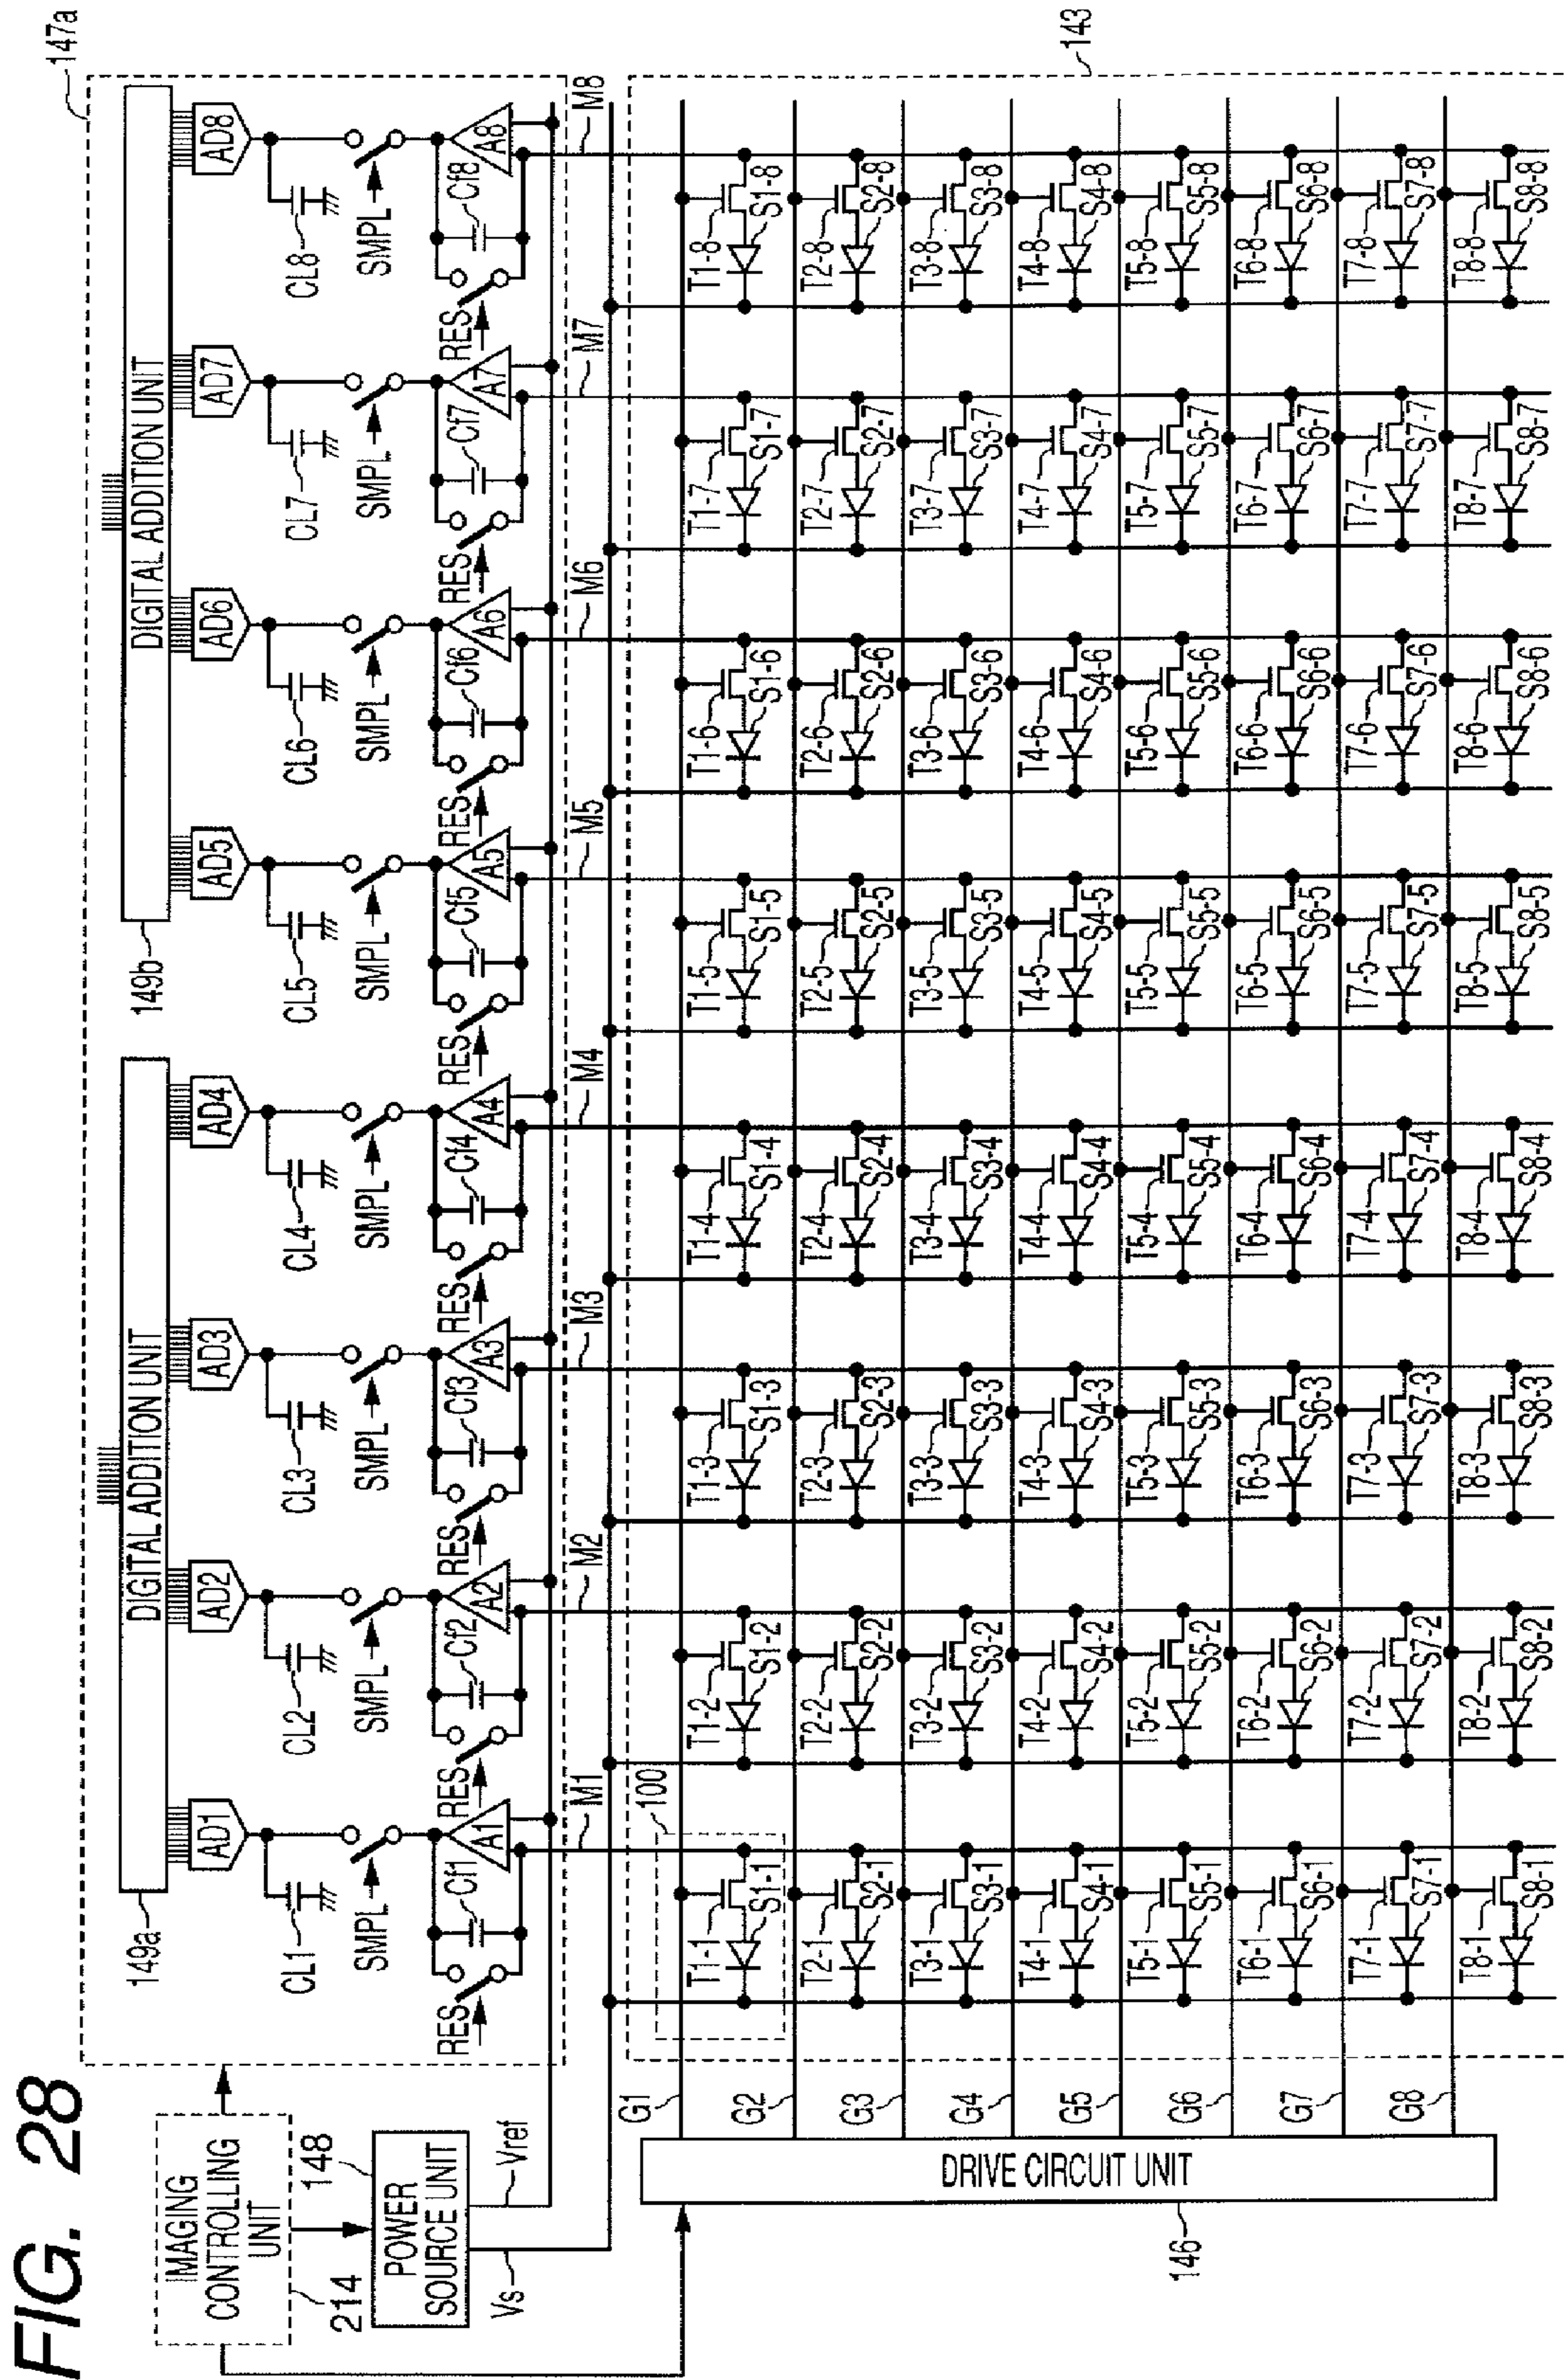 FIG. 28
147a
149a
DIGITAL ADDITION UNIT
149b
DIGITAL ADDITION UNIT
AD1 AD2 AD3 AD4 AD5 AD6 AD7 AD8
CL1 CL2 CL3 CL4 CL5 CL6 CL7 CL8
SMPL SMPL SMPL SMPL SMPL SMPL SMPL SMPL
Cf1 Cf2 Cf3 Cf4 Cf5 Cf6 Cf7 Cf8
A1 A2 A3 A4 A5 A6 A7 A8
RES RES RES RES RES RES RES RES
IMAGING
CONTROLLING
UNIT
214
148
POWER
SOURCE UNIT
Vs
Vref
M1 M2 M3 M4 M5 M6 M7 M8
143
100
G1
T1-1 T1-2 T1-3 T1-4 T1-5 T1-6 T1-7 T1-8
S1-1 S1-2 S1-3 S1-4 S1-5 S1-6 S1-7 S1-8
G2
T2-1 T2-2 T2-3 T2-4 T2-5 T2-6 T2-7 T2-8
S2-1 S2-2 S2-3 S2-4 S2-5 S2-6 S2-7 S2-8
G3
T3-1 T3-2 T3-3 T3-4 T3-5 T3-6 T3-7 T3-8
S3-1 S3-2 S3-3 S3-4 S3-5 S3-6 S3-7 S3-8
G4
T4-1 T4-2 T4-3 T4-4 T4-5 T4-6 T4-7 T4-8
S4-1 S4-2 S4-3 S4-4 S4-5 S4-6 S4-7 S4-8
G5
T5-1 T5-2 T5-3 T5-4 T5-5 T5-6 T5-7 T5-8
S5-1 S5-2 S5-3 S5-4 S5-5 S5-6 S5-7 S5-8
G6
T6-1 T6-2 T6-3 T6-4 T6-5 T6-6 T6-7 T6-8
S6-1 S6-2 S6-3 S6-4 S6-5 S6-6 S6-7 S6-8
G7
T7-1 T7-2 T7-3 T7-4 T7-5 T7-6 T7-7 T7-8
S7-1 S7-2 S7-3 S7-4 S7-5 S7-6 S7-7 S7-8
G8
T8-1 T8-2 T8-3 T8-4 T8-5 T8-6 T8-7 T8-8
S8-1 S8-2 S8-3 S8-4 S8-5 S8-6 S8-7 S8-8
DRIVE CIRCUIT UNIT
146